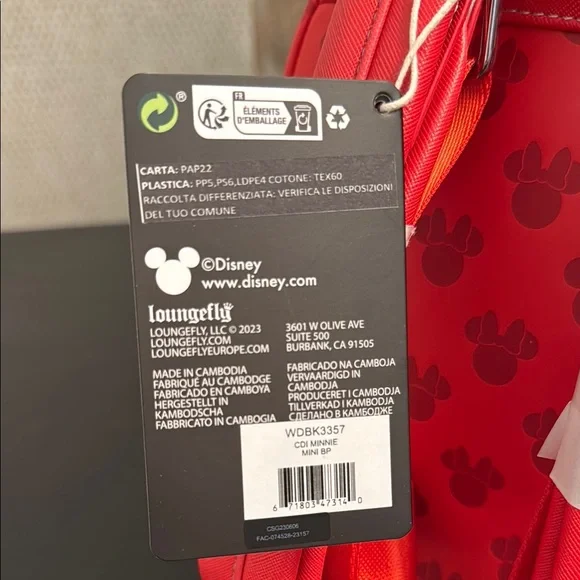 ®
FR
ÉLÉMENTS
D'EMBALLAGE
CARTA: PAP22
PLASTICA: PP5,PS6,LDPE4 COTONE: TEX60
RACCOLTA DIFFERENZIATA: VERIFICA LE DISPOSIZIONI
DEL TUO COMUNE
©Disney
www.disney.com
loungefly
LOUNGEFLY, LLC © 2023
LOUNGEFLY.COM
LOUNGEFLYEUROPE.COM
3601 W OLIVE AVE
SUITE 500
BURBANK, CA 91505
MADE IN CAMBODIA
FABRIQUÉ AU CAMBODGE
FABRICADO EN CAMBOYA
HERGESTELLT IN
KAMBODSCHA
FABBRICATO IN CAMBOGIA
FABRICADO NA CAMBOJA
VERVAARDIGD IN
CAMBODJA
PRODUCERET I CAMBODJA
TILLVERKAD I KAMBODJA
СДЕЛАНО В КАМБОДЖЕ
WDBK3357
CDI MINNIE
MINI BP
6 71803 47314 0
CSG230606
FAC-074528-23157